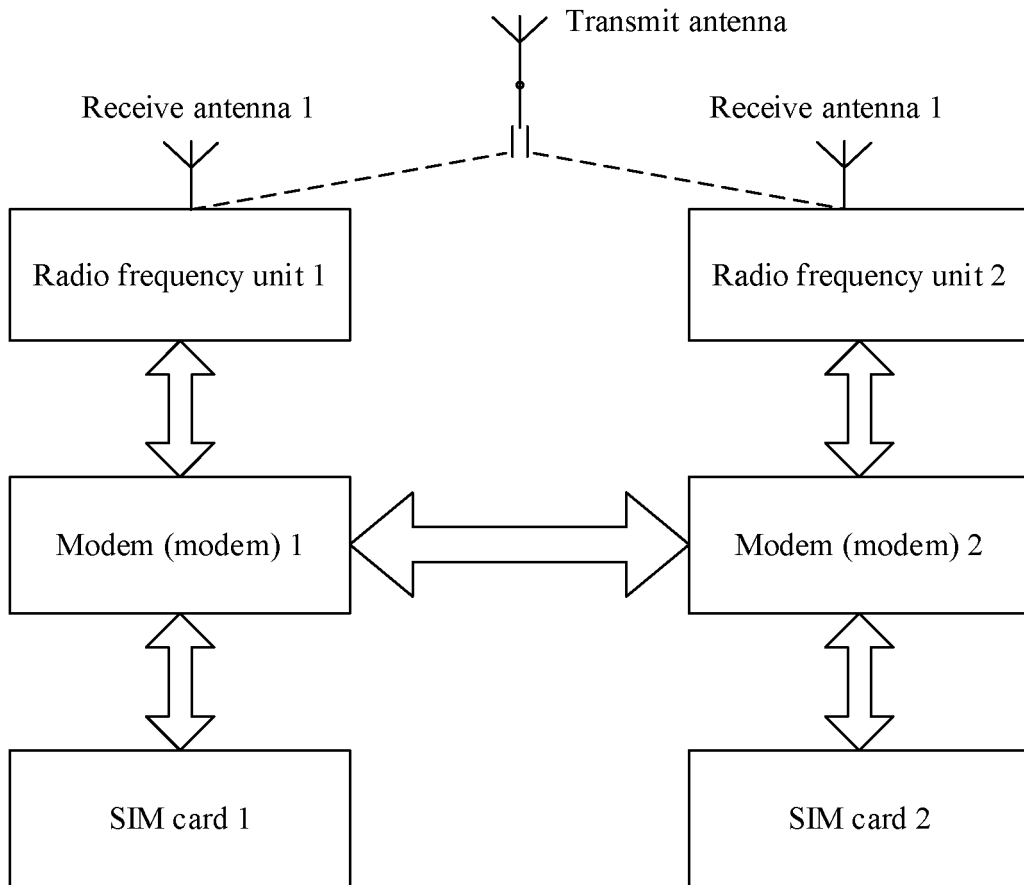 Transmit antenna
Receive antenna 1
Receive antenna 1
Radio frequency unit 1
Radio frequency unit 2
Modem (modem) 1
Modem (modem) 2
SIM card 1
SIM card 2